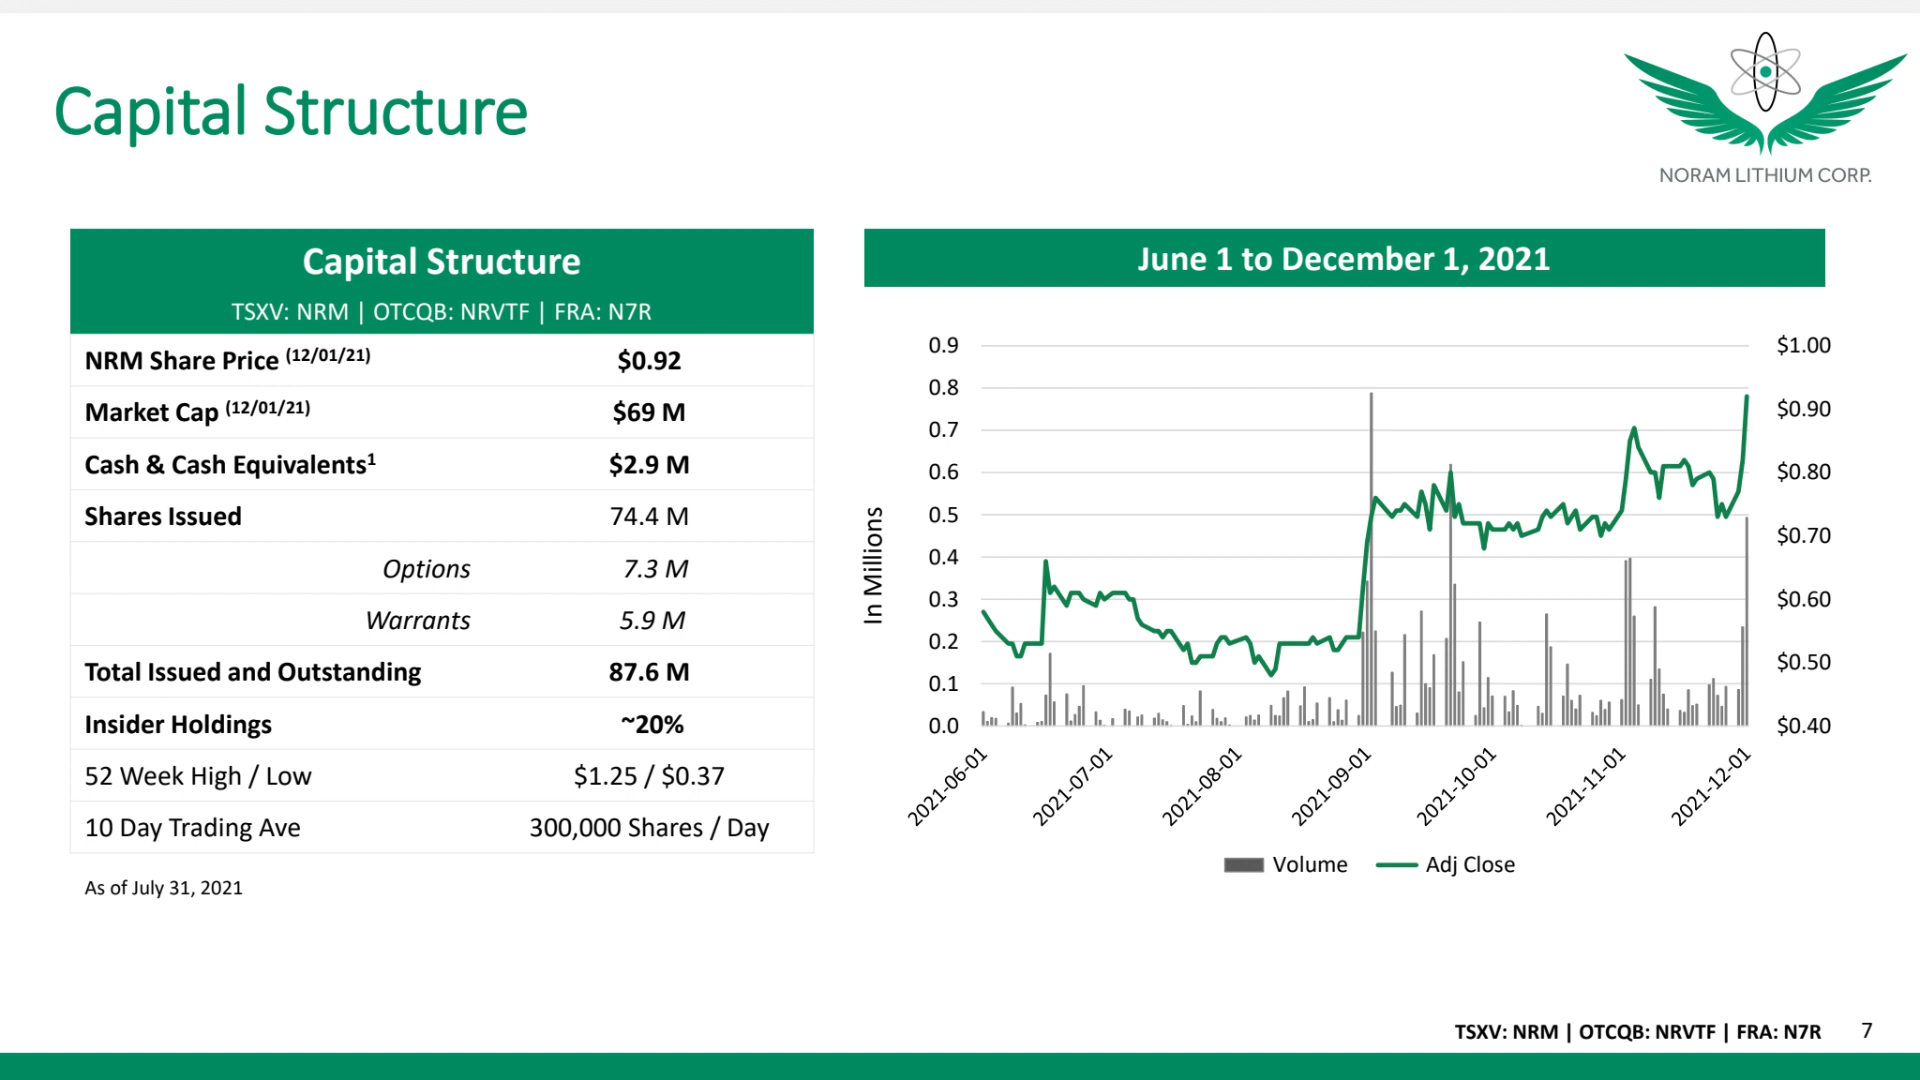 Capital Structure
NORAM LITHIUM CORP.
Capital Structure
TSXV: NRM | OTCQB: NRVTF | FRA: N7R
NRM Share Price (12/01/21) $0.92
Market Cap (12/01/21) $69 M
Cash & Cash Equivalents1 $2.9 M
Shares Issued 74.4 M
Options 7.3 M
Warrants 5.9 M
Total Issued and Outstanding 87.6 M
Insider Holdings ~20%
52 Week High / Low $1.25 / $0.37
10 Day Trading Ave 300,000 Shares / Day
As of July 31, 2021
June 1 to December 1, 2021
In Millions
0.9
0.8
0.7
0.6
0.5
0.4
0.3
0.2
0.1
0.0
$1.00
$0.90
$0.80
$0.70
$0.60
$0.50
$0.40
2021-06-01
2021-07-01
2021-08-01
2021-09-01
2021-10-01
2021-11-01
2021-12-01
Volume
Adj Close
TSXV: NRM | OTCQB: NRVTF | FRA: N7R 7